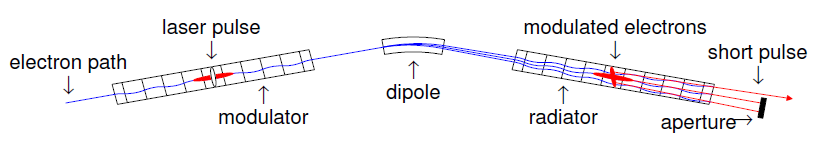 laser pulse
modulated electrons
electron path
short pulse
dipole
modulator
radiator
aperture